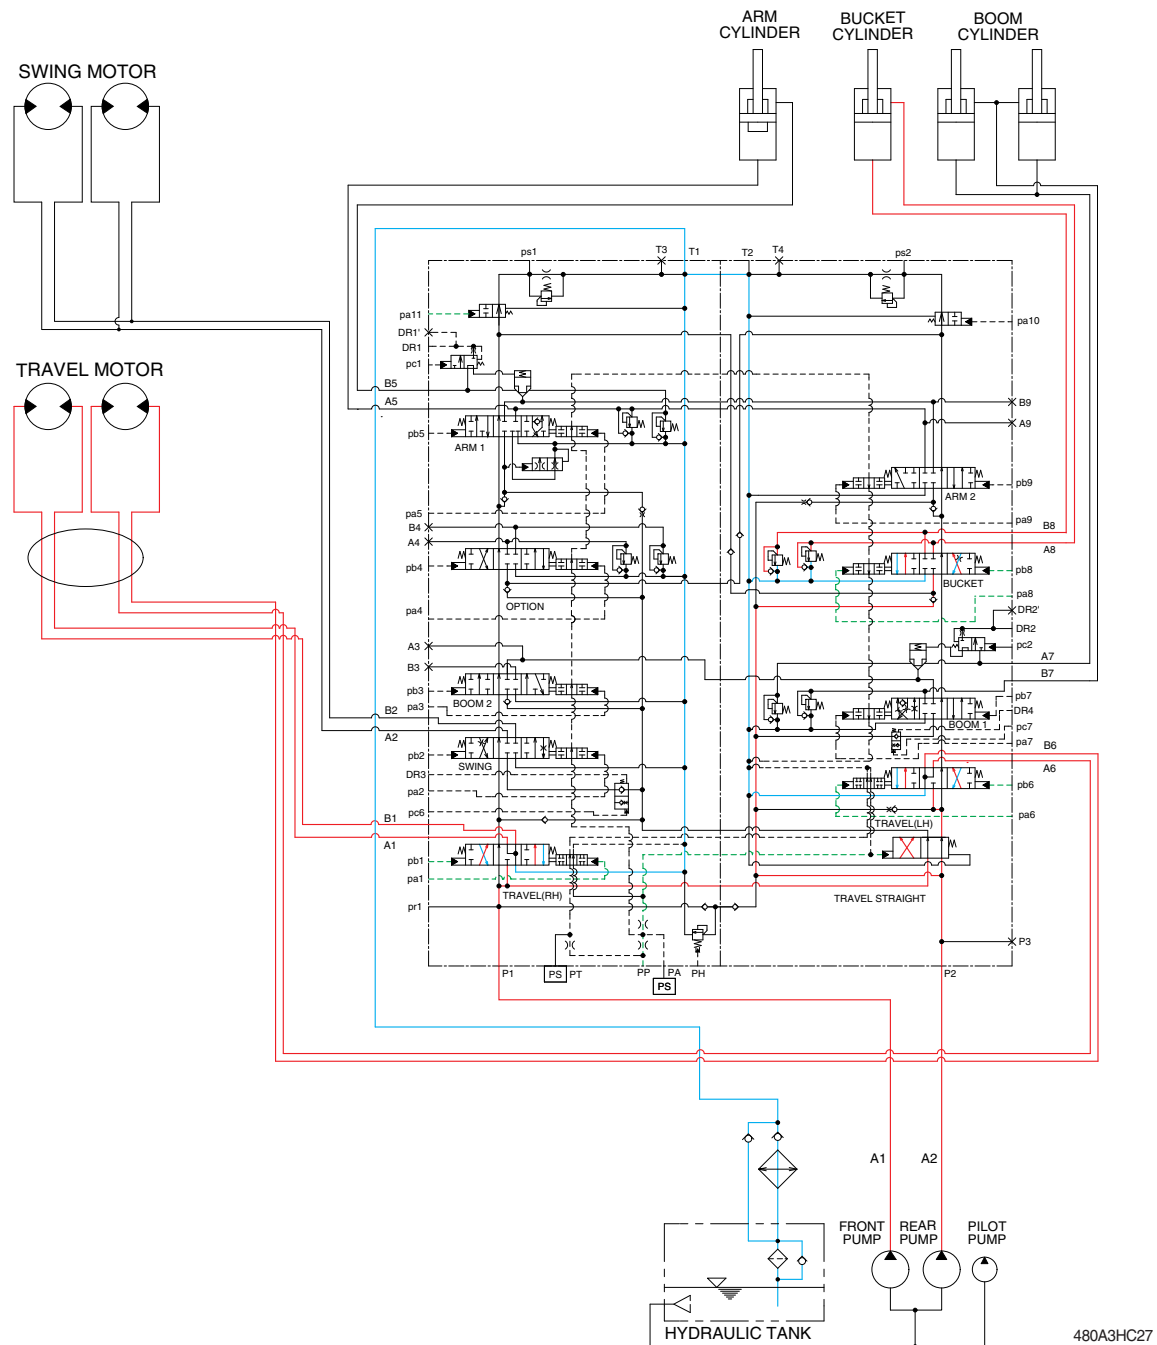 ARM
CYLINDER
BUCKET
CYLINDER
BOOM
CYLINDER
SWING MOTOR
TRAVEL MOTOR
ps1
T3
T1
T2
T4
ps2
pa11
DR1'
DR1
pc1
B5
A5
pb5
ARM 1
pa5
B4
A4
pb4
OPTION
pa4
A3
B3
pb3
pa3
BOOM 2
B2
A2
pb2
SWING
DR3
pa2
pc6
B1
A1
pb1
pa1
TRAVEL(RH)
pr1
pa10
B9
A9
pb9
ARM 2
pa9
B8
A8
pb8
BUCKET
pa8
DR2'
DR2
pc2
A7
B7
pb7
DR4
BOOM 1
pc7
pa7
B6
A6
pb6
pa6
TRAVEL(LH)
TRAVEL STRAIGHT
P3
P1
PS
PT
PP
PA
PS
PH
P2
A1
A2
FRONT
PUMP
REAR
PUMP
PILOT
PUMP
HYDRAULIC TANK
480A3HC27